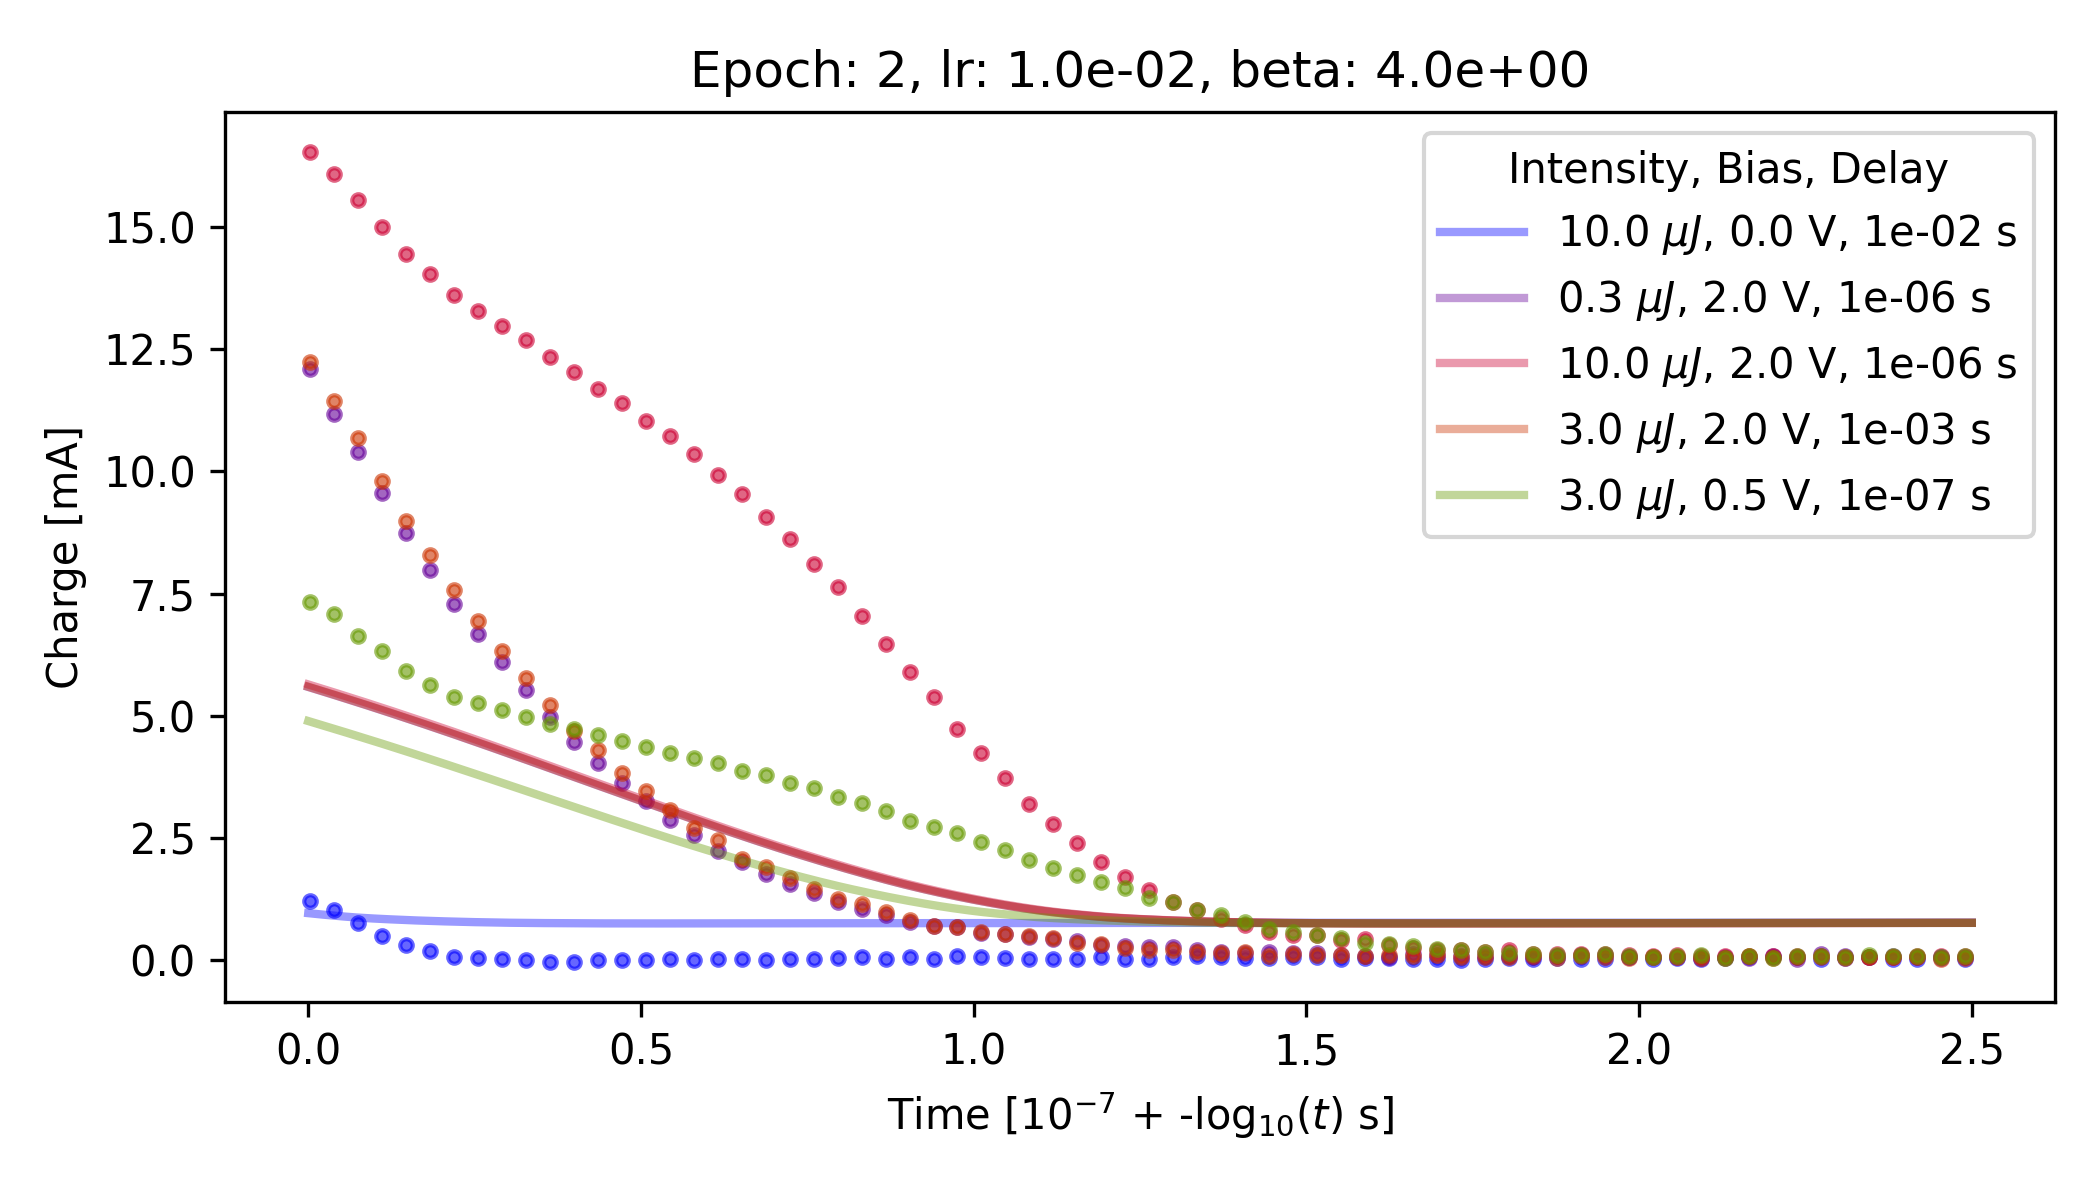 Epoch: 2, lr: 1.0e-02, beta: 4.0e+00
Charge [mA]
15.0
12.5
10.0
7.5
5.0
2.5
0.0
Intensity, Bias, Delay
10.0 μJ, 0.0 V, 1e-02 s
0.3 μJ, 2.0 V, 1e-06 s
10.0 μJ, 2.0 V, 1e-06 s
3.0 μJ, 2.0 V, 1e-03 s
3.0 μJ, 0.5 V, 1e-07 s
0.0 0.5 1.0 1.5 2.0 2.5
Time [10⁻⁷ + -log₁₀(t) s]